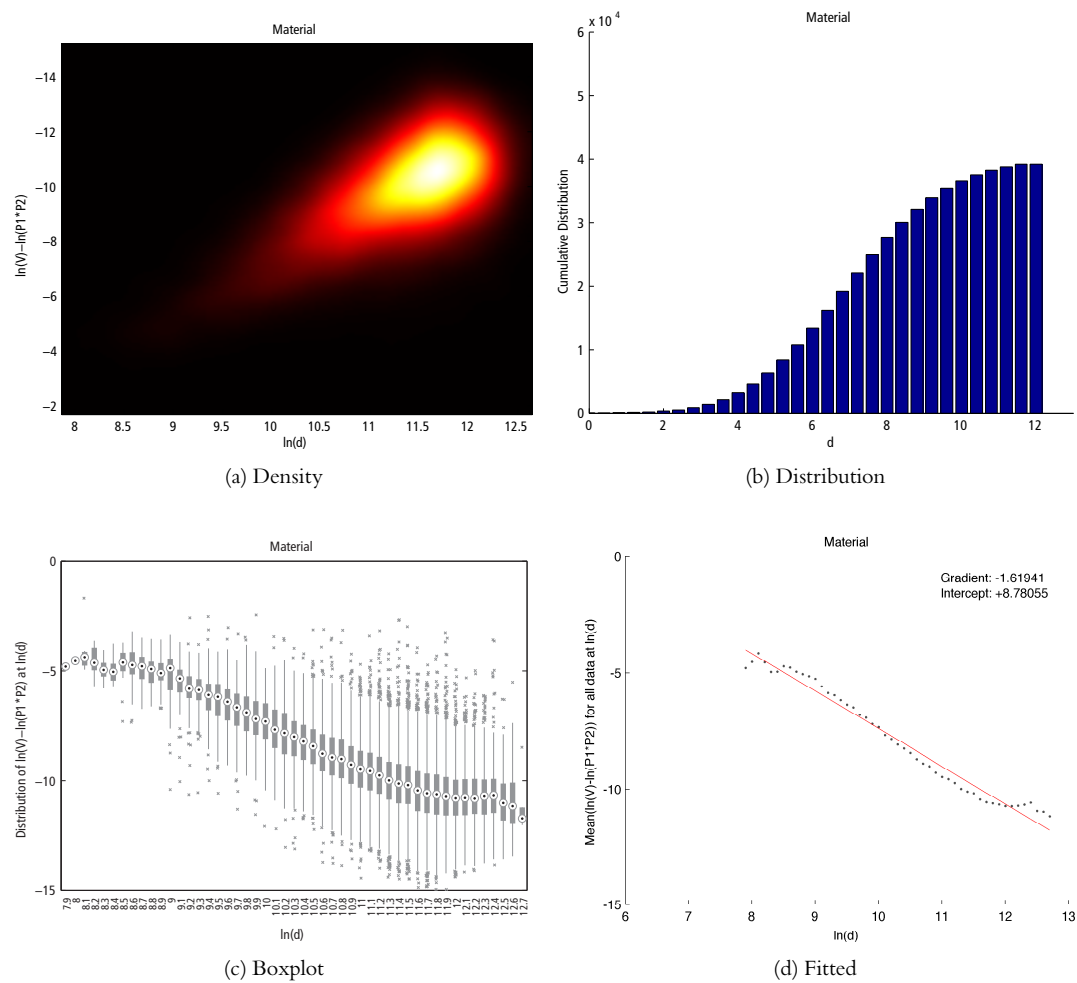 Material
ln(V)−ln(P1*P2)
−14
−12
−10
−8
−6
−4
−2
8 8.5 9 9.5 10 10.5 11 11.5 12 12.5
ln(d)
(a) Density
Material
x 10 4
Cumulative Distribution
6
5
4
3
2
1
0
0 2 4 6 8 10 12
d
(b) Distribution
Material
Distribution of ln(V)−ln(P1*P2) at ln(d)
0
−5
−10
−15
7.9 8 8.1 8.2 8.3 8.4 8.5 8.6 8.7 8.8 8.9 9 9.1 9.2 9.3 9.4 9.5 9.6 9.7 9.8 9.9 10 10.1 10.2 10.3 10.4 10.5 10.6 10.7 10.8 10.9 11 11.1 11.2 11.3 11.4 11.5 11.6 11.7 11.8 11.9 12 12.1 12.2 12.3 12.4 12.5 12.6 12.7
ln(d)
(c) Boxplot
Material
Gradient: -1.61941
Intercept: +8.78055
Mean(ln(V)-ln(P1*P2)) for all data at ln(d)
0
-5
-10
-15
6 7 8 9 10 11 12 13
ln(d)
(d) Fitted